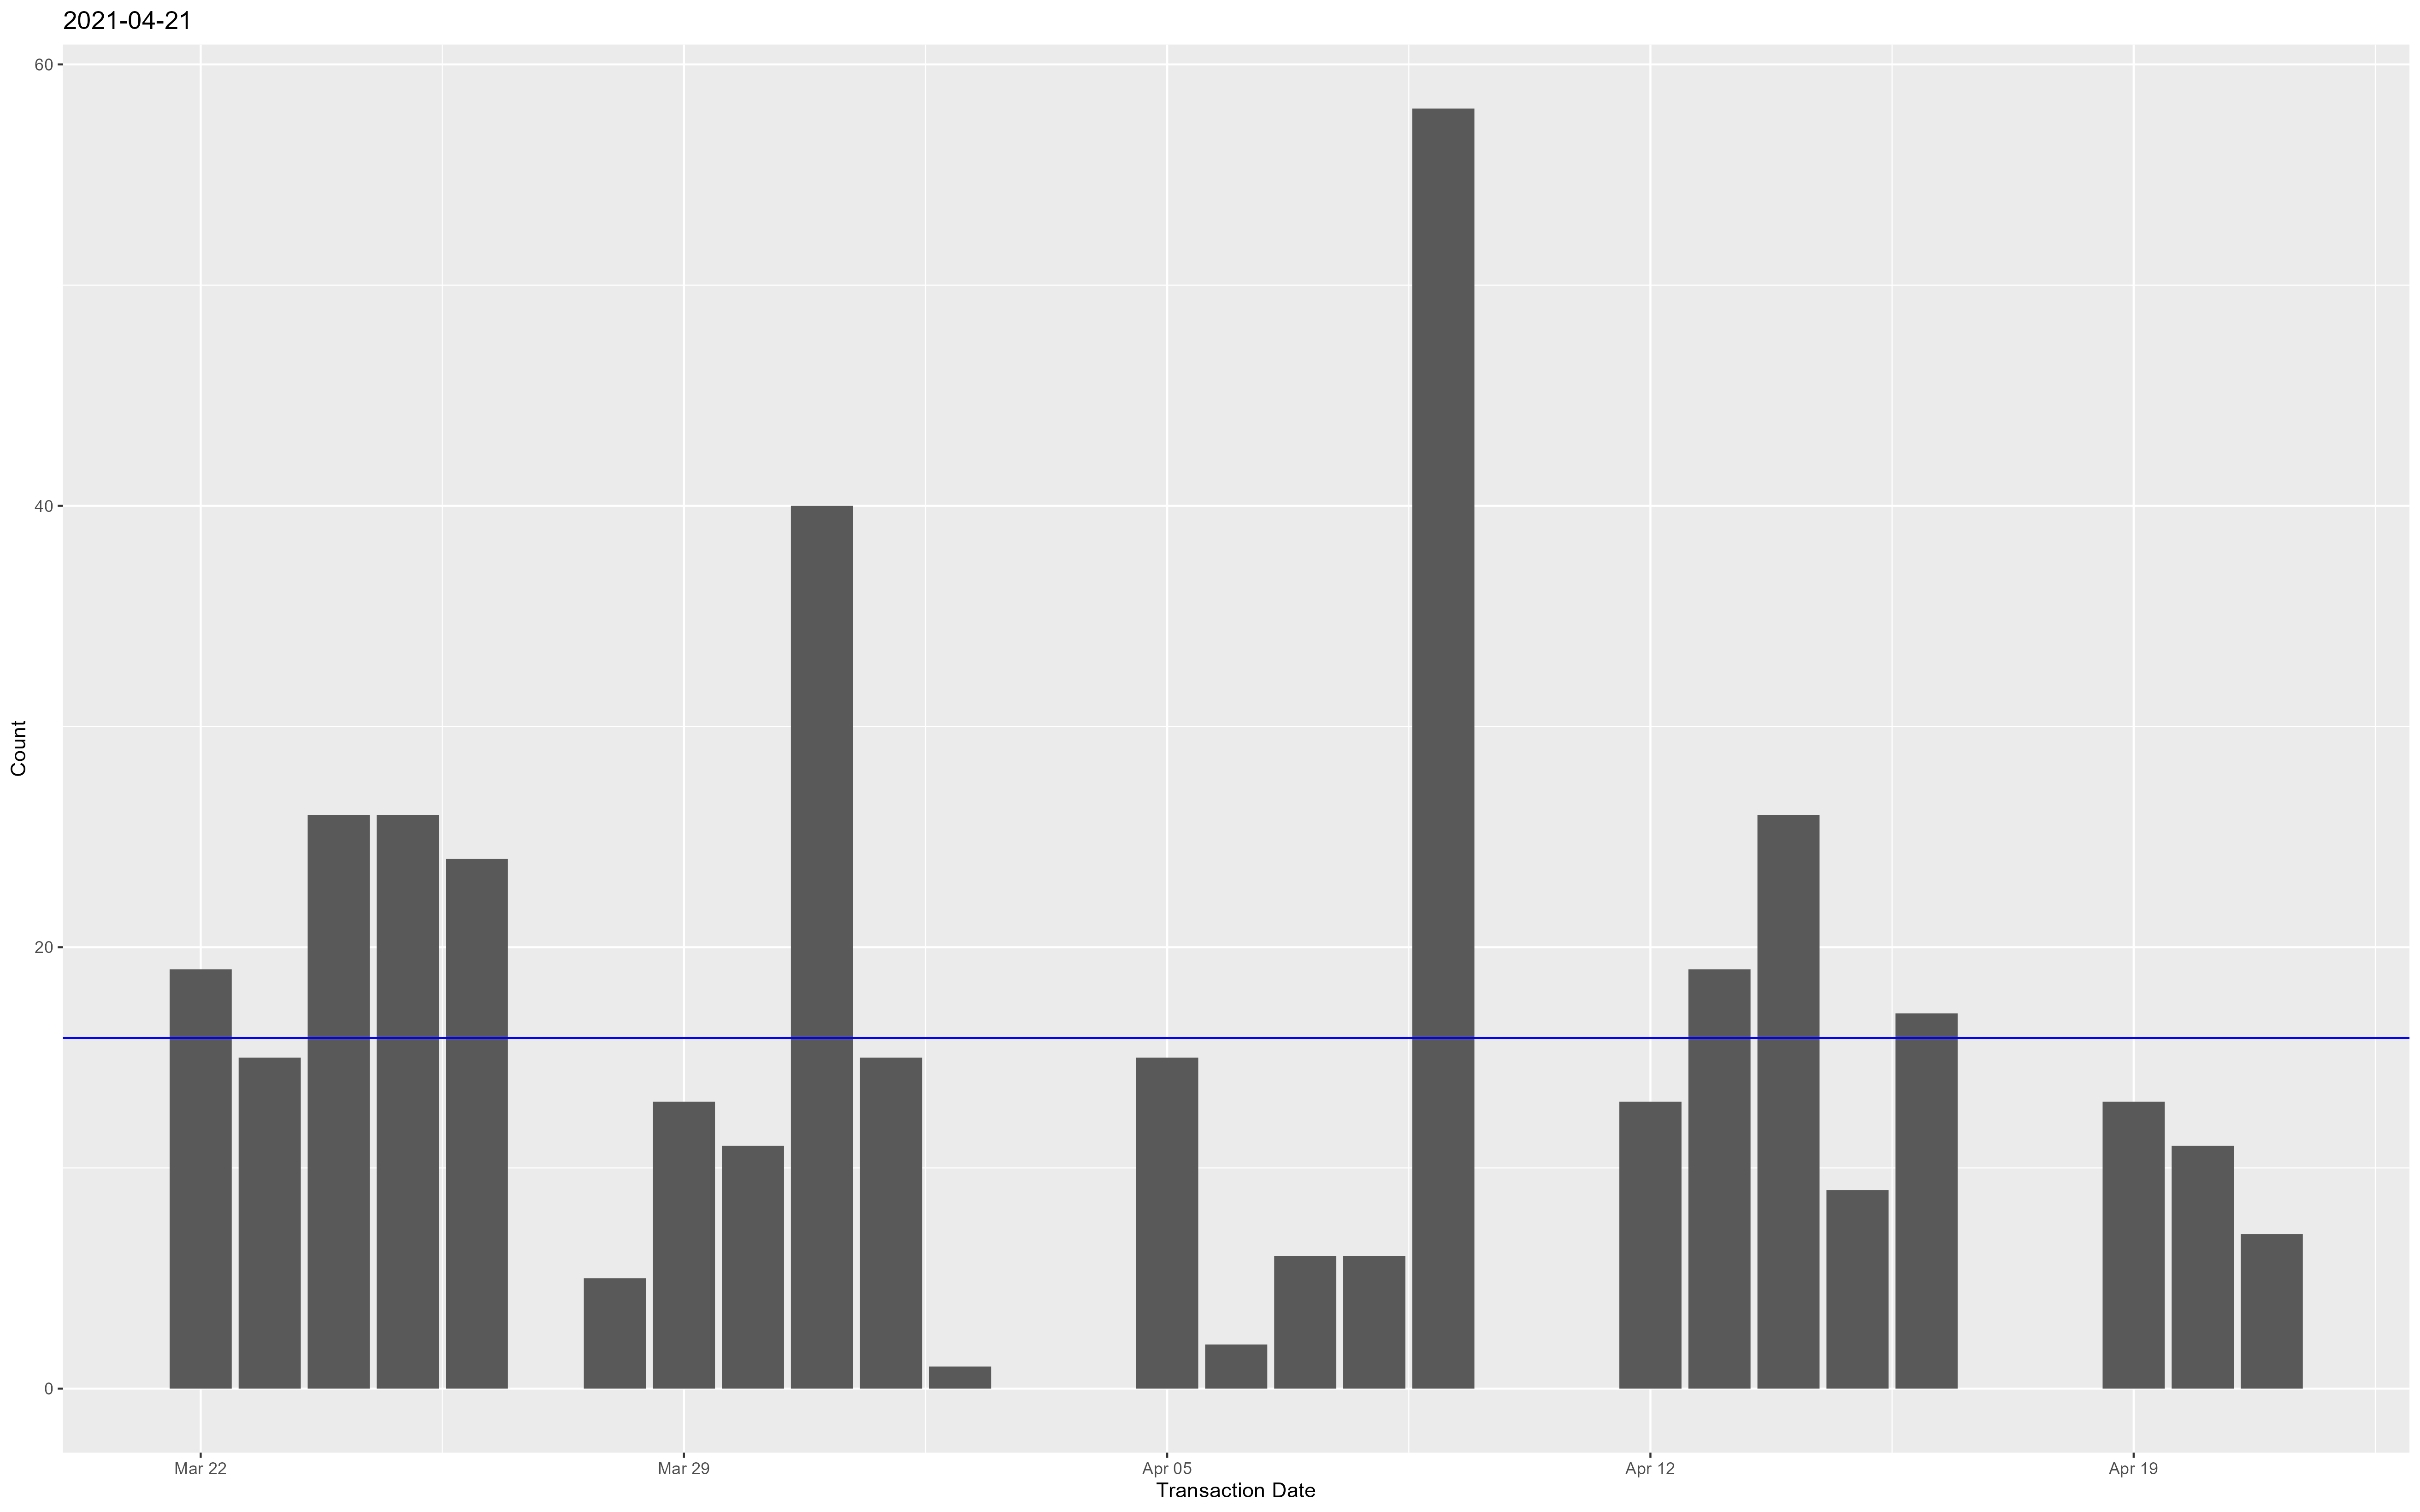 2021-04-21
60
40
20
0
Count
Mar 22
Mar 29
Apr 05
Apr 12
Apr 19
Transaction Date